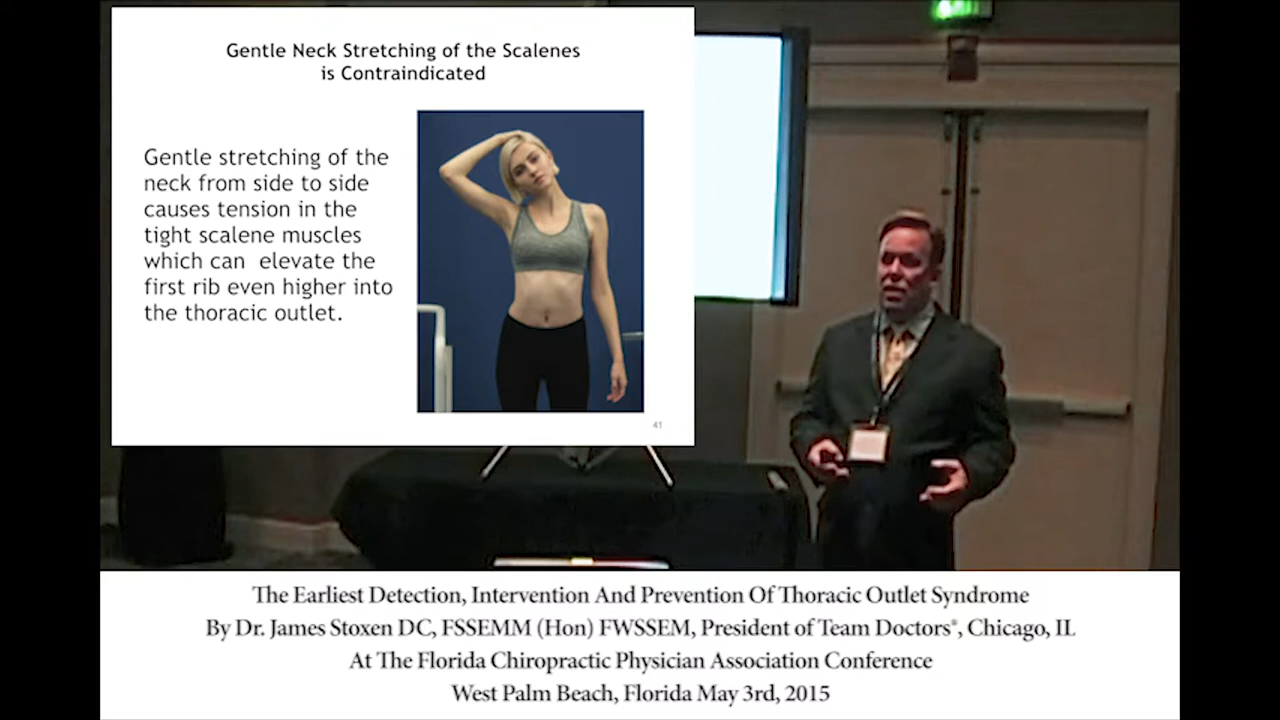 Gentle Neck Stretching of the Scalenes
is Contraindicated
Gentle stretching of the
neck from side to side
causes tension in the
tight scalene muscles
which can elevate the
first rib even higher into
the thoracic outlet.
41
The Earliest Detection, Intervention And Prevention Of Thoracic Outlet Syndrome
By Dr. James Stoxen DC, FSSEMM (Hon) FWSSEM, President of Team Doctors®, Chicago, IL
At The Florida Chiropractic Physician Association Conference
West Palm Beach, Florida May 3rd, 2015